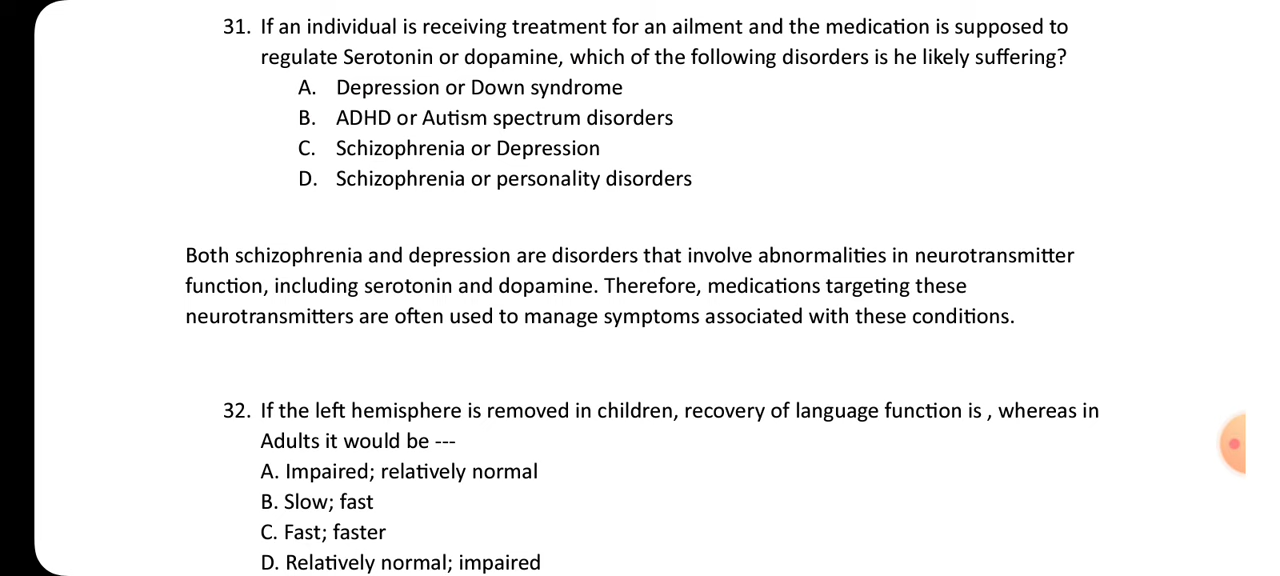 31. If an individual is receiving treatment for an ailment and the medication is supposed to
regulate Serotonin or dopamine, which of the following disorders is he likely suffering?
A. Depression or Down syndrome
B. ADHD or Autism spectrum disorders
C. Schizophrenia or Depression
D. Schizophrenia or personality disorders
Both schizophrenia and depression are disorders that involve abnormalities in neurotransmitter
function, including serotonin and dopamine. Therefore, medications targeting these
neurotransmitters are often used to manage symptoms associated with these conditions.
32. If the left hemisphere is removed in children, recovery of language function is , whereas in
Adults it would be ---
A. Impaired; relatively normal
B. Slow; fast
C. Fast; faster
D. Relatively normal; impaired